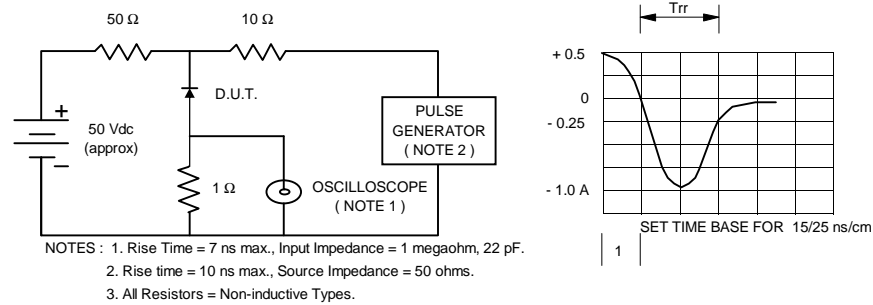 50 Ω
10 Ω
D.U.T.
+
50 Vdc
(approx)
−
1 Ω
OSCILLOSCOPE
( NOTE 1 )
PULSE
GENERATOR
( NOTE 2 )
Trr
+ 0.5
0
- 0.25
- 1.0 A
SET TIME BASE FOR 15/25 ns/cm
1
NOTES : 1. Rise Time = 7 ns max., Input Impedance = 1 megaohm, 22 pF.
2. Rise time = 10 ns max., Source Impedance = 50 ohms.
3. All Resistors = Non-inductive Types.